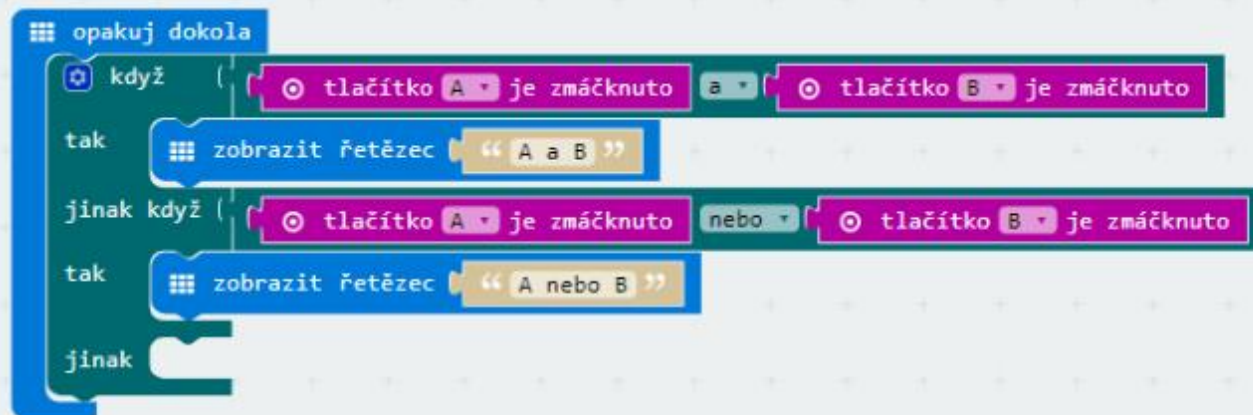 opakuj dokola
když ( ( tlačítko A je zmáčknuto a ( tlačítko B je zmáčknuto
tak zobrazit řetězec “ A a B ”
jinak když ( ( tlačítko A je zmáčknuto nebo ( tlačítko B je zmáčknuto
tak zobrazit řetězec “ A nebo B ”
jinak